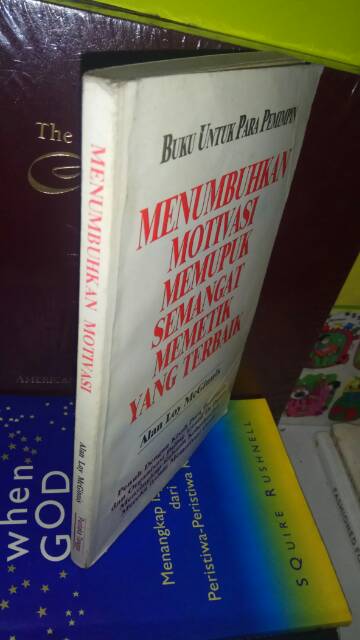 The
AMERICA
BUKU UNTUK PARA PEMIMPIN
MENUMBUHKAN
MOTIVASI
MEMUPUK
SEMANGAT
MEMETIK
YANG TERBAIK
Alan Loy McGinnis
MENUMBUHKAN MOTIVASI
Alan Loy McGinnis
when
GOD
Menangkap
dari
Peristiwa-Peristiwa
SQUIRE RUSHNELL